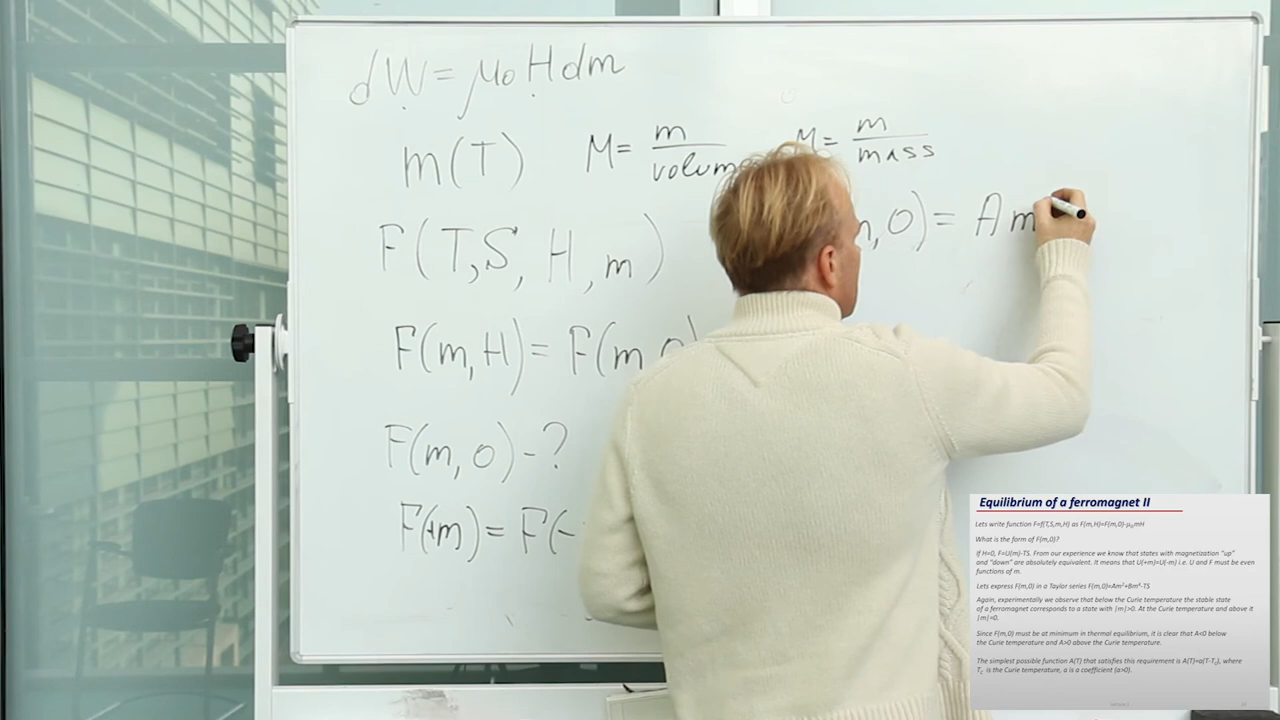 dW = μ₀ H dm
m(T) M = m/volum M = m/mass
F(T,S, H, m) m,0) = Am
F(m,H) = F(m 0)
F(m,0) - ?
F(+m) = F(-
Equilibrium of a ferromagnet II
Lets write function F=f(T,S,m,H) as F(m,H)=F(m,0)-μ₀mH
What is the form of F(m,0)?
If H=0, F=U(m)-TS. From our experience we know that states with magnetization "up"
and "down" are absolutely equivalent. It means that U(+m)=U(-m) i.e. U and F must be even
functions of m.
Lets express F(m,0) in a Taylor series F(m,0)=Am²+Bm⁴-TS
Again, experimentally we observe that below the Curie temperature the stable state
of a ferromagnet corresponds to a state with |m|>0. At the Curie temperature and above it
|m|=0.
Since F(m,0) must be at minimum in thermal equilibrium, it is clear that A<0 below
the Curie temperature and A>0 above the Curie temperature.
The simplest possible function A(T) that satisfies this requirement is A(T)=a(T-T_C), where
T_C is the Curie temperature, a is a coefficient (a>0).